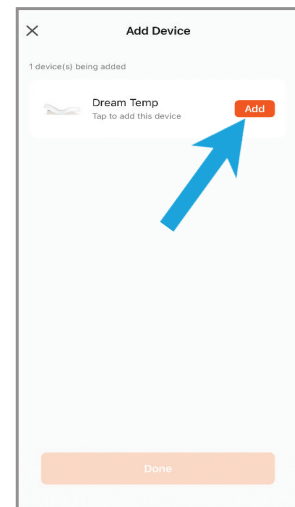 Add Device
1 device(s) being added
Dream Temp
Add
Tap to add this device
Done